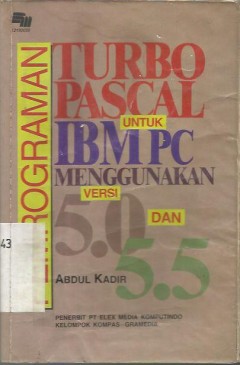 TURBO
PASCAL
UNTUK
IBM PC
MENGGUNAKAN
VERSI
5.0
DAN
5.5
ABDUL KADIR
PENERBIT PT ELEX MEDIA KOMPUTINDO
KELOMPOK KOMPAS - GRAMEDIA
43